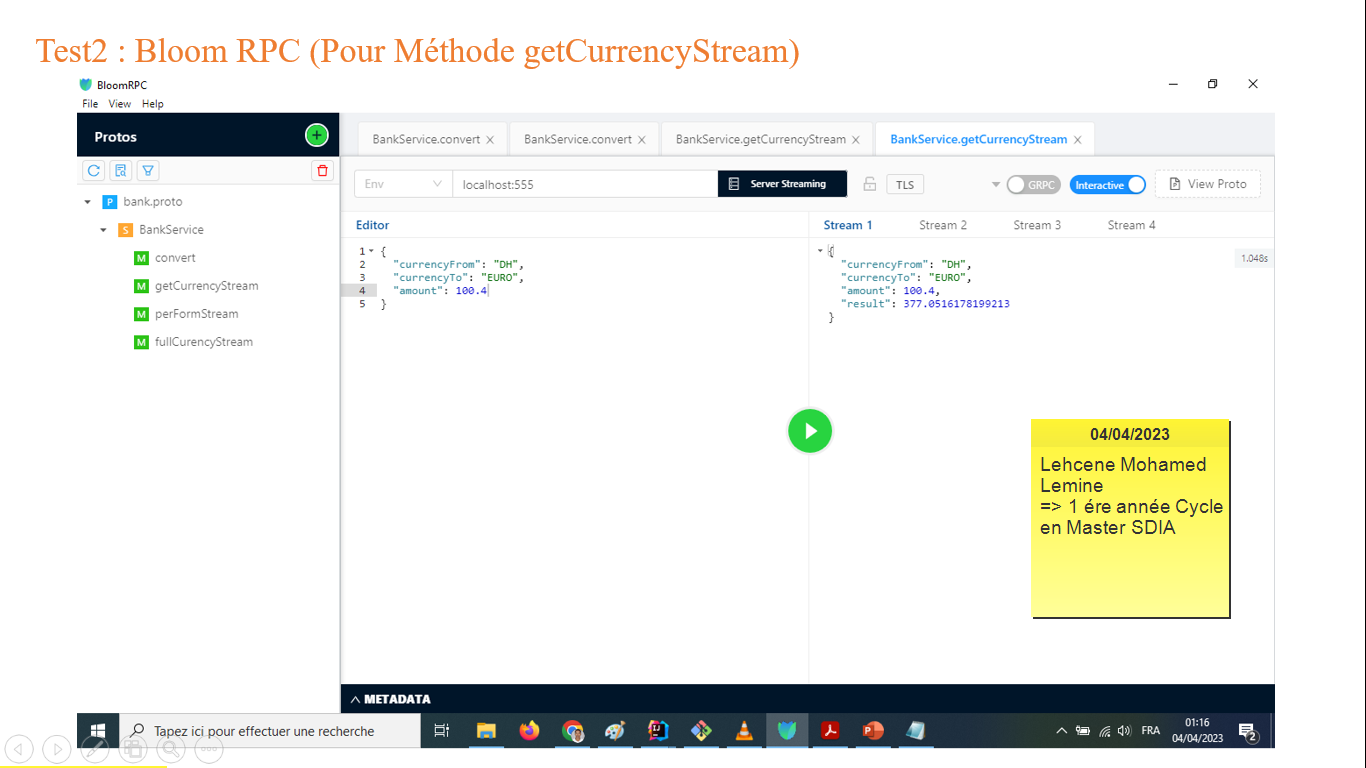 Test2 : Bloom RPC (Pour Méthode getCurrencyStream)
BloomRPC
File View Help
Protos
BankService.convert
BankService.convert
BankService.getCurrencyStream
BankService.getCurrencyStream
Env
localhost:555
Server Streaming
TLS
GRPC
Interactive
View Proto
P bank.proto
S BankService
M convert
M getCurrencyStream
M perFormStream
M fullCurencyStream
Editor
1 {
2 "currencyFrom": "DH",
3 "currencyTo": "EURO",
4 "amount": 100.4
5 }
Stream 1 Stream 2 Stream 3 Stream 4
{
"currencyFrom": "DH",
"currencyTo": "EURO",
"amount": 100.4,
"result": 377.0516178199213
}
1.048s
04/04/2023
Lehcene Mohamed
Lemine
=> 1 ére année Cycle
en Master SDIA
METADATA
Tapez ici pour effectuer une recherche
FRA
01:16
04/04/2023
2